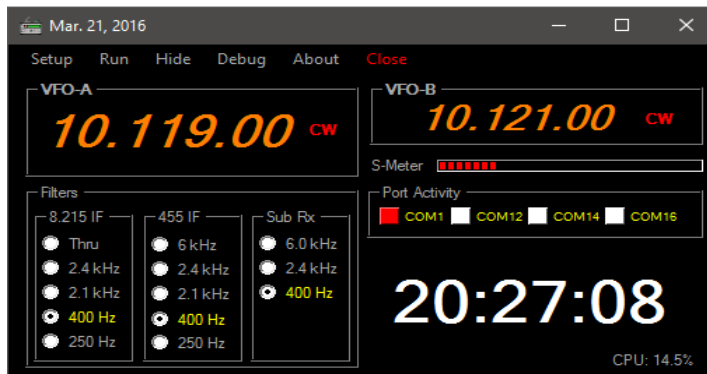 Mar. 21, 2016
Setup Run Hide Debug About Close
VFO-A
10.119.00 CW
VFO-B
10.121.00 CW
S-Meter
Filters
8.215 IF
Thru
2.4 kHz
2.1 kHz
400 Hz
250 Hz
455 IF
6 kHz
2.4 kHz
2.1 kHz
400 Hz
250 Hz
Sub Rx
6.0 kHz
2.4 kHz
400 Hz
Port Activity
COM1 COM12 COM14 COM16
20:27:08
CPU: 14.5%